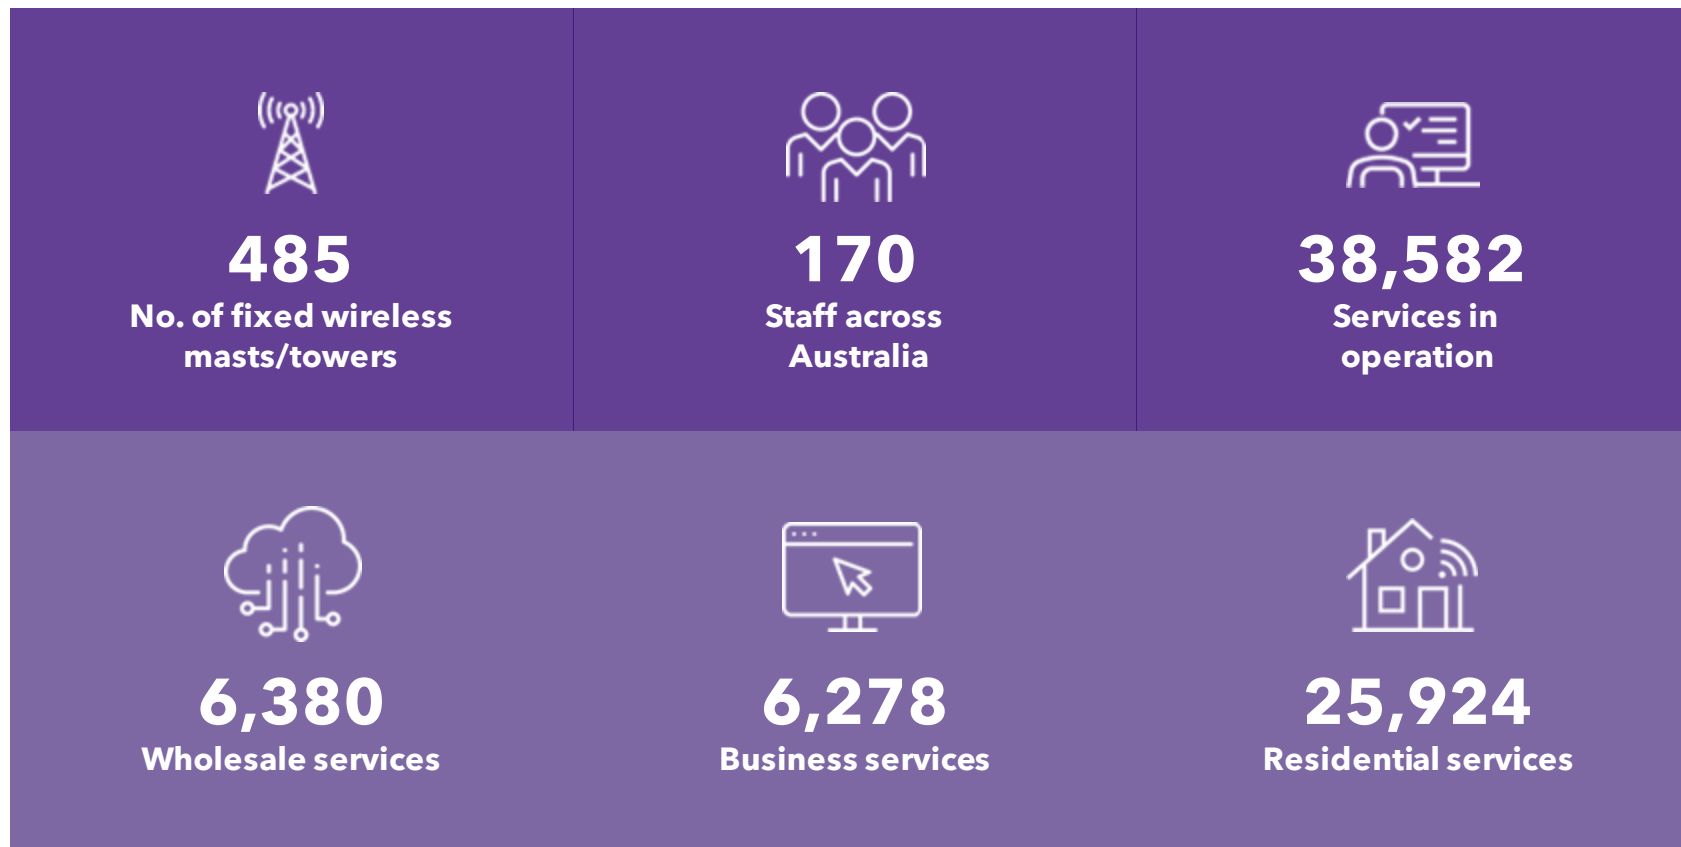 485
No. of fixed wireless
masts/towers
170
Staff across
Australia
38,582
Services in
operation
6,380
Wholesale services
6,278
Business services
25,924
Residential services